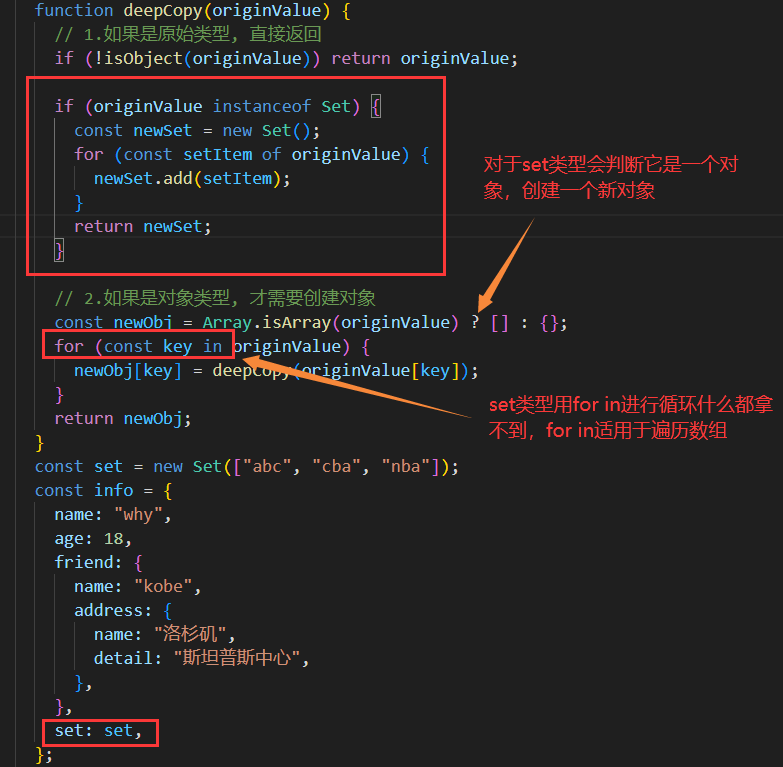 function deepCopy(originValue) {
// 1.如果是原始类型, 直接返回
if (!isObject(originValue)) return originValue;
if (originValue instanceof Set) {
const newSet = new Set();
for (const setItem of originValue) {
newSet.add(setItem);
}
return newSet;
}
对于set类型会判断它是一个对
象，创建一个新对象
// 2.如果是对象类型, 才需要创建对象
const newObj = Array.isArray(originValue) ? [] : {};
for (const key in originValue) {
newObj[key] = deepCopy(originValue[key]);
}
return newObj;
}
set类型用for in进行循环什么都拿
不到，for in适用于遍历数组
const set = new Set(["abc", "cba", "nba"]);
const info = {
name: "why",
age: 18,
friend: {
name: "kobe",
address: {
name: "洛杉矶",
detail: "斯坦普斯中心",
},
},
set: set,
};